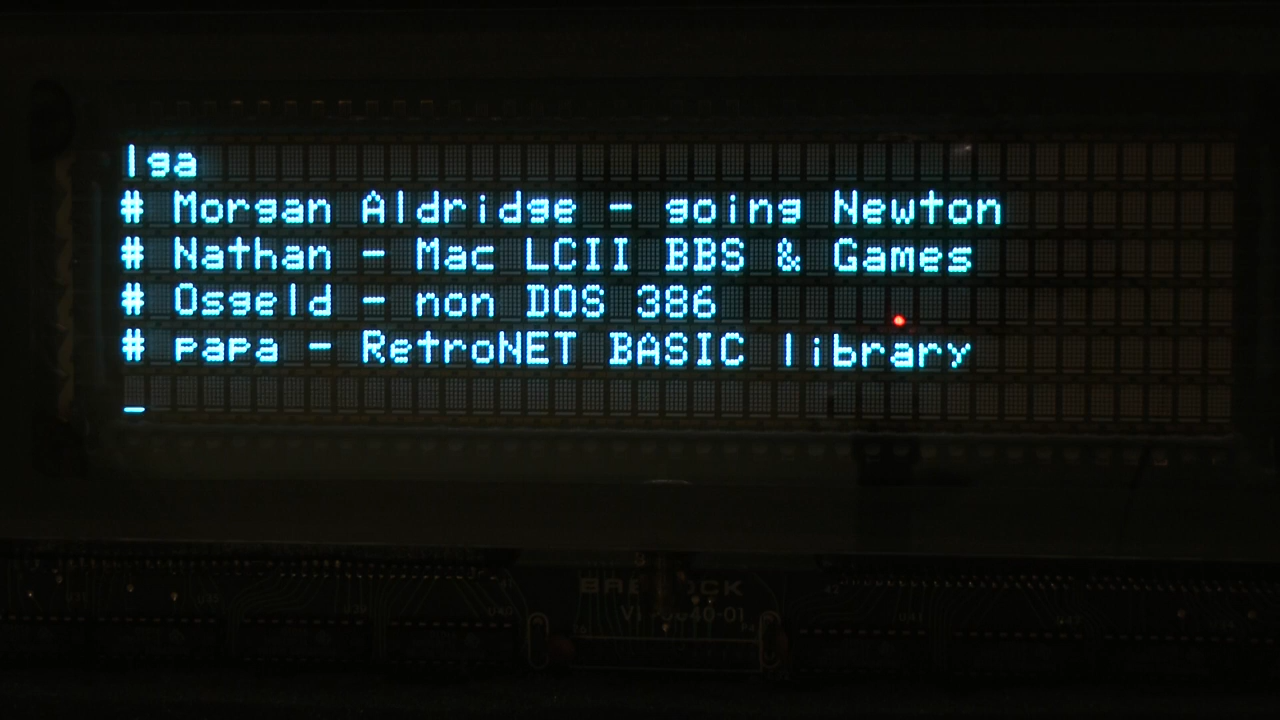 lga
# Morgan Aldridge - going Newton
# Nathan - Mac LCII BBS & Games
# Osgeld - non DOS 386
# papa - RetroNET BASIC library
_